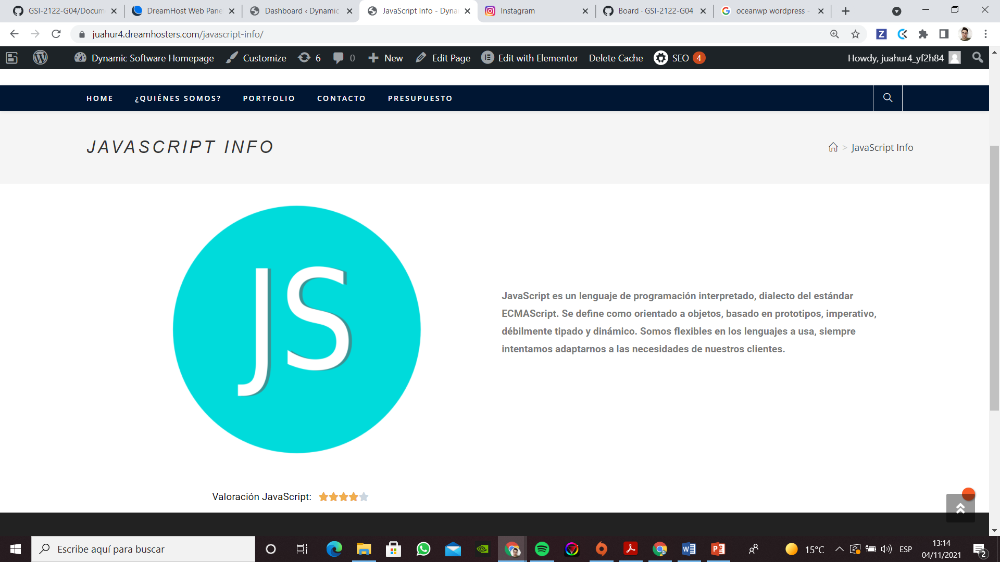 GSI-2122-G04/Docum
DreamHost Web Pane
Dashboard ‹ Dynamic
JavaScript Info - Dyna
Instagram
Board · GSI-2122-G04
oceanwp wordpress -
juahur4.dreamhosters.com/javascript-info/
Dynamic Software Homepage
Customize
6
0
New
Edit Page
Edit with Elementor
Delete Cache
SEO 4
Howdy, juahur4_yf2h84
HOME
¿QUIÉNES SOMOS?
PORTFOLIO
CONTACTO
PRESUPUESTO
JAVASCRIPT INFO
> JavaScript Info
JS
JavaScript es un lenguaje de programación interpretado, dialecto del estándar
ECMAScript. Se define como orientado a objetos, basado en prototipos, imperativo,
débilmente tipado y dinámico. Somos flexibles en los lenguajes a usa, siempre
intentamos adaptarnos a las necesidades de nuestros clientes.
Valoración JavaScript:
Escribe aquí para buscar
15°C
ESP
13:14
04/11/2021
2